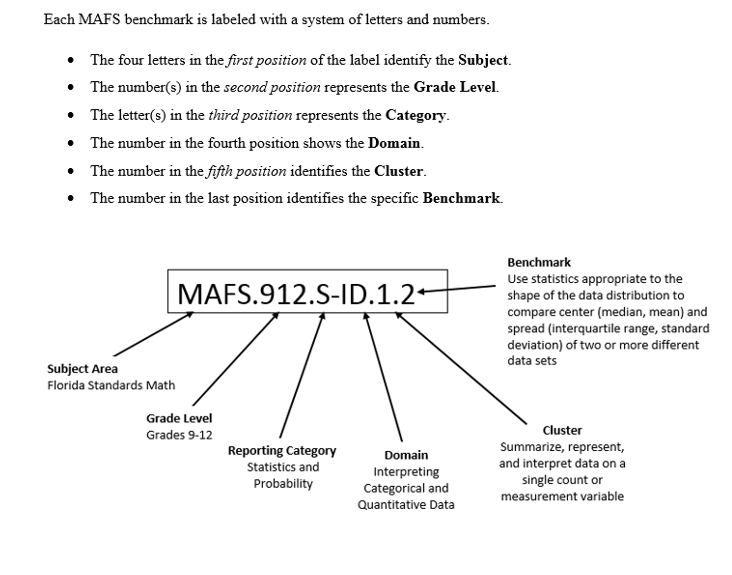 Each MAFS benchmark is labeled with a system of letters and numbers.
• The four letters in the first position of the label identify the Subject.
• The number(s) in the second position represents the Grade Level.
• The letter(s) in the third position represents the Category.
• The number in the fourth position shows the Domain.
• The number in the fifth position identifies the Cluster.
• The number in the last position identifies the specific Benchmark.
MAFS.912.S-ID.1.2
Benchmark
Use statistics appropriate to the
shape of the data distribution to
compare center (median, mean) and
spread (interquartile range, standard
deviation) of two or more different
data sets
Subject Area
Florida Standards Math
Grade Level
Grades 9-12
Reporting Category
Statistics and
Probability
Domain
Interpreting
Categorical and
Quantitative Data
Cluster
Summarize, represent,
and interpret data on a
single count or
measurement variable